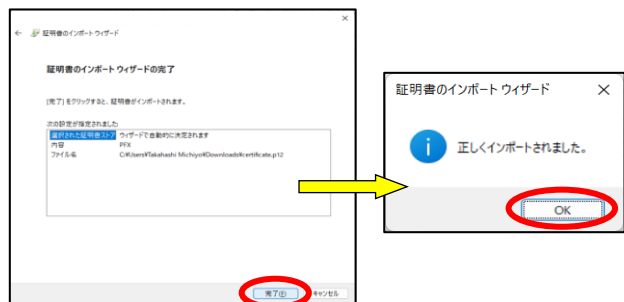 証明書のインポート ウィザード
証明書のインポート ウィザードの完了
[完了] をクリックすると、証明書がインポートされます。
次の設定が指定されました:
選択された証明書ストア ウィザードで自動的に決定されます
内容 PFX
ファイル名 C:¥Users¥Takahashi Michiyo¥Downloads¥certificate.p12
完了(F) キャンセル
証明書のインポート ウィザード
正しくインポートされました。
OK